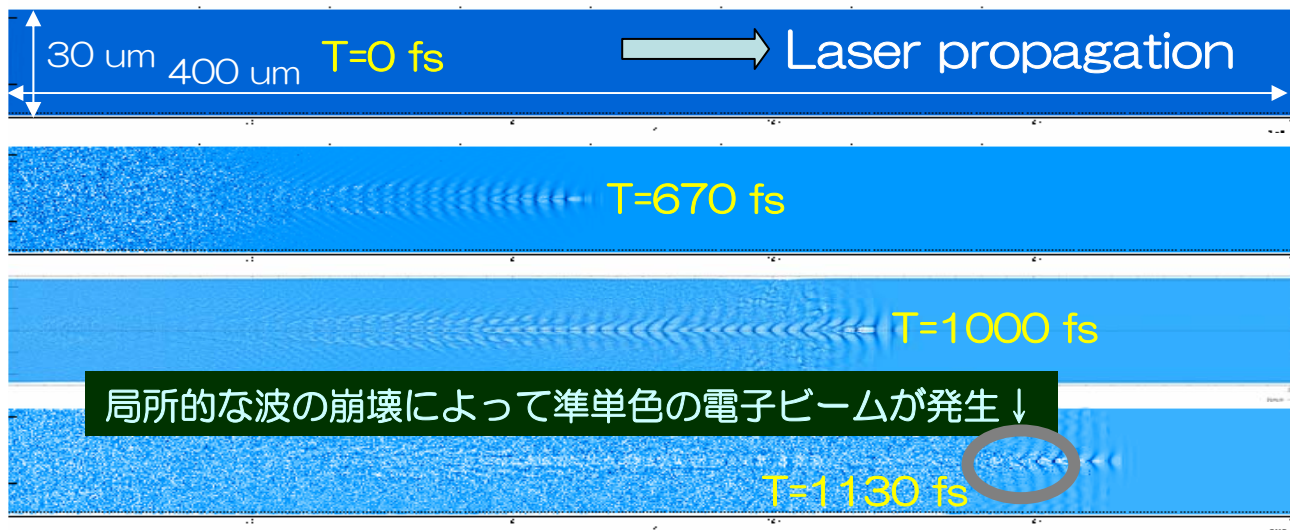 30 um
400 um
T=0 fs
Laser propagation
T=670 fs
T=1000 fs
局所的な波の崩壊によって準単色の電子ビームが発生↓
T=1130 fs